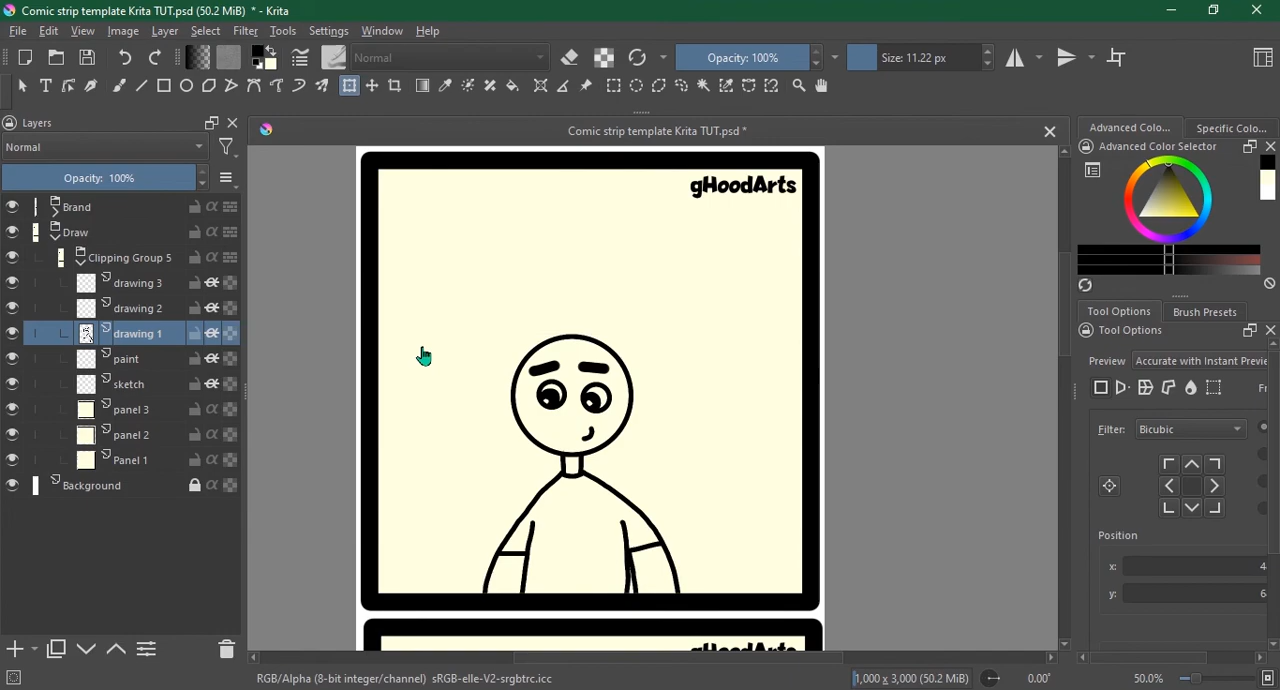 Comic strip template Krita TUT.psd (50.2 MiB) * - Krita
File Edit View Image Layer Select Filter Tools Settings Window Help
Normal Opacity: 100% Size: 11.22 px
Layers
Comic strip template Krita TUT.psd *
Advanced Colo... Specific Colo...
Normal
Advanced Color Selector
Opacity: 100%
gHoodArts
Brand
Draw
Clipping Group 5
drawing 3
drawing 2
drawing 1
paint
sketch
panel 3
panel 2
Panel 1
Background
Tool Options Brush Presets
Tool Options
Preview Accurate with Instant Previe
Fr
Filter: Bicubic
Position
x: 4
y: 6
gHoodArts
RGB/Alpha (8-bit integer/channel) sRGB-elle-V2-srgbtrc.icc
1,000 x 3,000 (50.2 MiB) 0.00° 50.0%